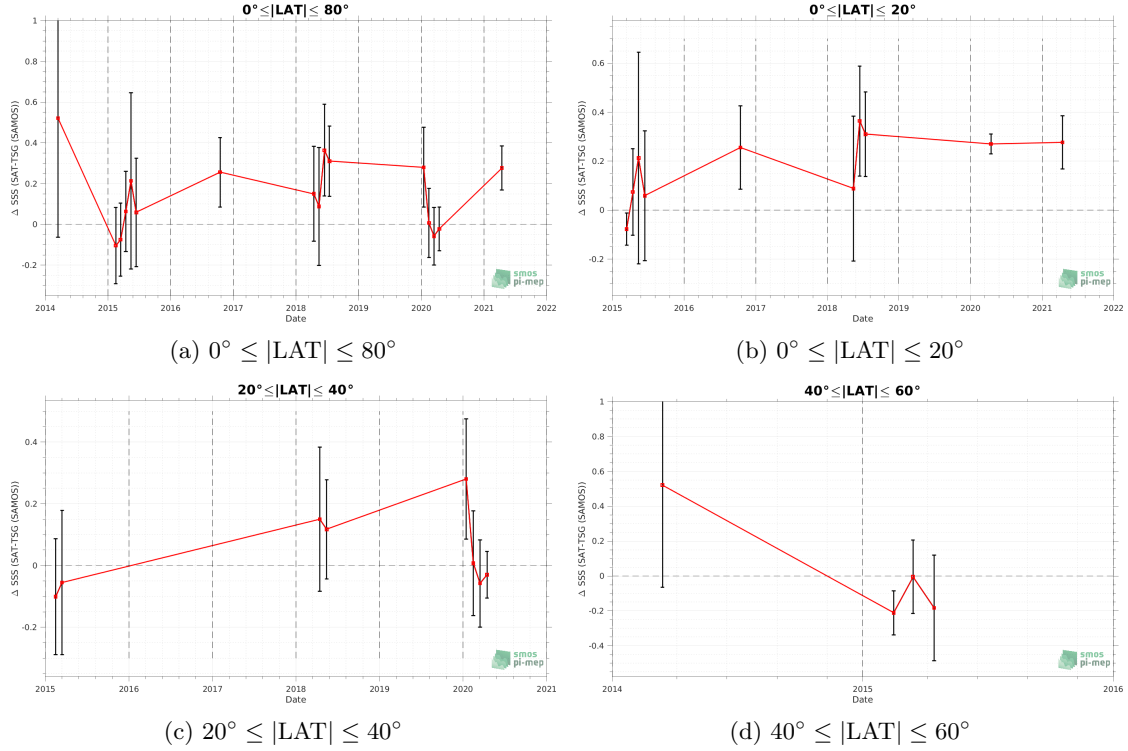 0°≤|LAT|≤ 80°
Δ SSS (SAT-TSG (SAMOS))
1
0.8
0.6
0.4
0.2
0
-0.2
2014 2015 2016 2017 2018 2019 2020 2021 2022
Date
smos
pi-mep
(a) 0° ≤ |LAT| ≤ 80°
0°≤|LAT|≤ 20°
Δ SSS (SAT-TSG (SAMOS))
0.6
0.4
0.2
0
-0.2
2015 2016 2017 2018 2019 2020 2021 2022
Date
smos
pi-mep
(b) 0° ≤ |LAT| ≤ 20°
20°≤|LAT|≤ 40°
Δ SSS (SAT-TSG (SAMOS))
0.4
0.2
0
-0.2
2015 2016 2017 2018 2019 2020 2021
Date
smos
pi-mep
(c) 20° ≤ |LAT| ≤ 40°
40°≤|LAT|≤ 60°
Δ SSS (SAT-TSG (SAMOS))
1
0.8
0.6
0.4
0.2
0
-0.2
-0.4
2014 2015 2016
Date
smos
pi-mep
(d) 40° ≤ |LAT| ≤ 60°